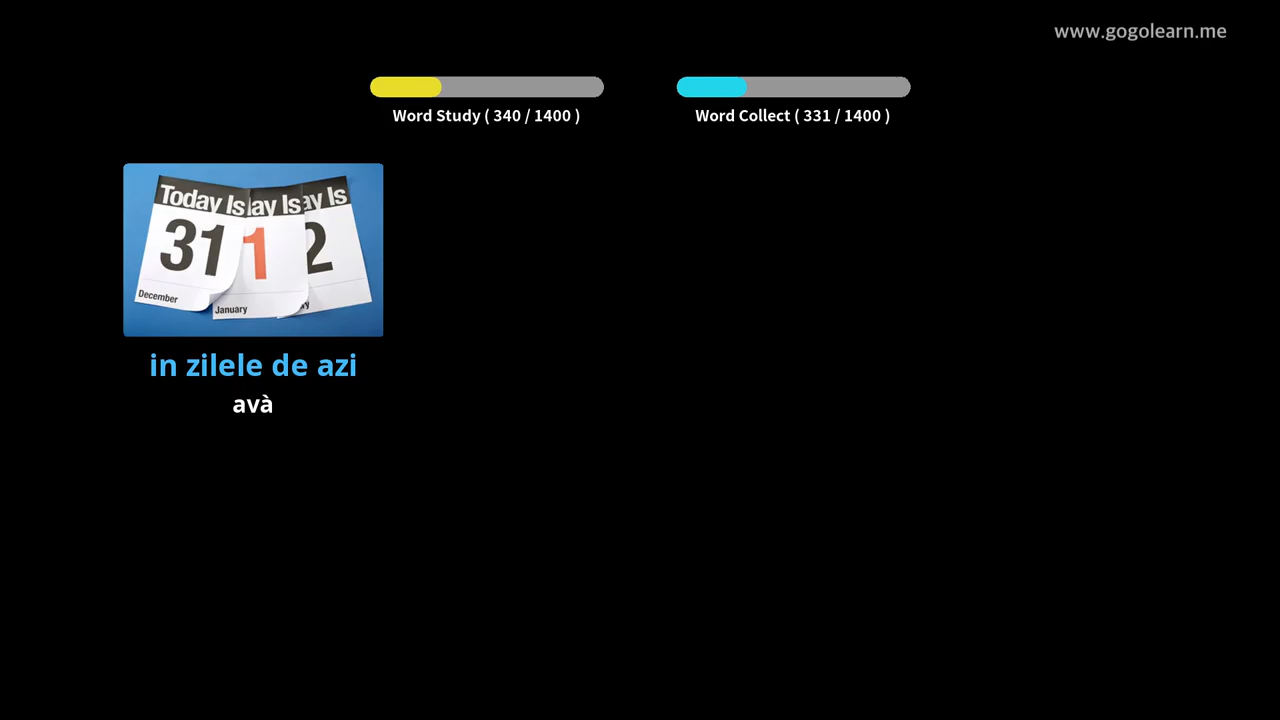 www.gogolearn.me
Word Study ( 340 / 1400 )
Word Collect ( 331 / 1400 )
Today Is ay Is ay Is
31 1 2
December
January
in zilele de azi
avà